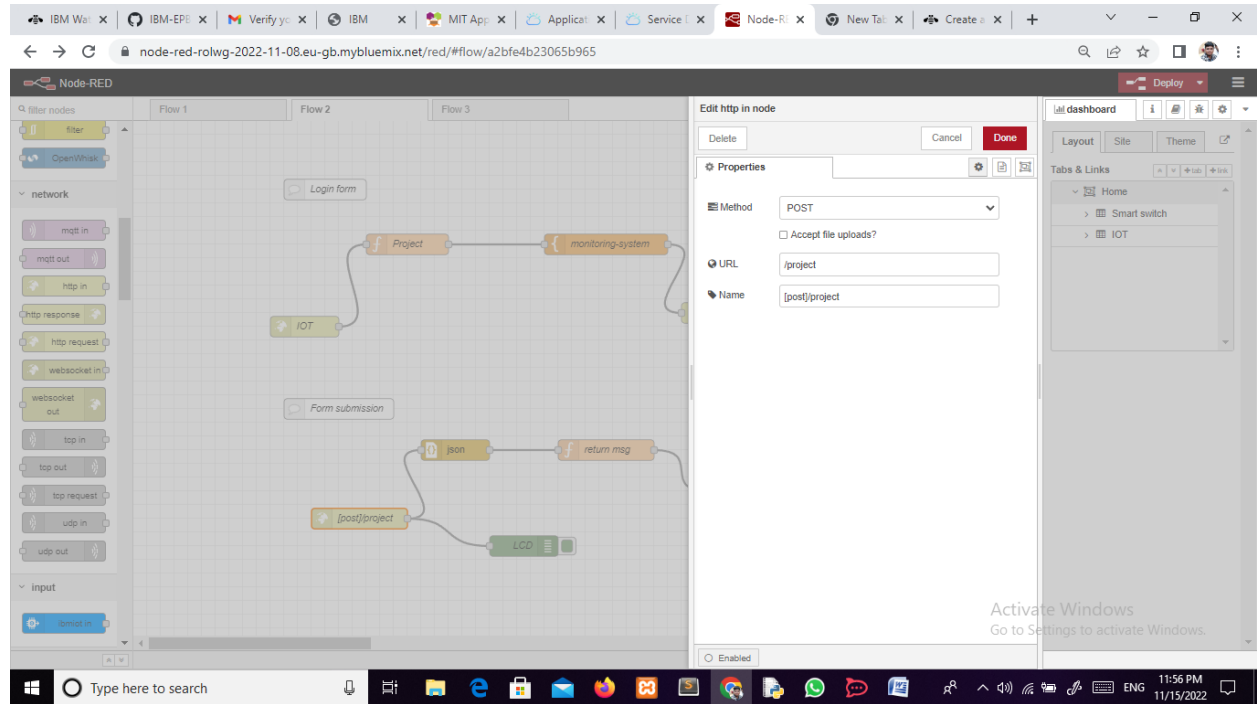 IBM Wat
IBM-EPB
Verify yo
IBM
MIT App
Applicat
Service D
Node-RE
New Tab
Create a
node-red-rolwg-2022-11-08.eu-gb.mybluemix.net/red/#flow/a2bfe4b23065b965
Node-RED
Deploy
filter nodes
Flow 1
Flow 2
Flow 3
Edit http in node
dashboard
filter
OpenWhisk
network
mqtt in
mqtt out
http in
http response
http request
websocket in
websocket
out
tcp in
tcp out
tcp request
udp in
udp out
input
ibmiot in
Login form
Project
monitoring-system
IOT
Form submission
json
return msg
[post]/project
LCD
Delete
Cancel
Done
Properties
Method
POST
Accept file uploads?
URL
/project
Name
[post]/project
Enabled
Layout
Site
Theme
Tabs & Links
tab
link
Home
Smart switch
IOT
Activate Windows
Go to Settings to activate Windows.
Type here to search
ENG
11:56 PM
11/15/2022